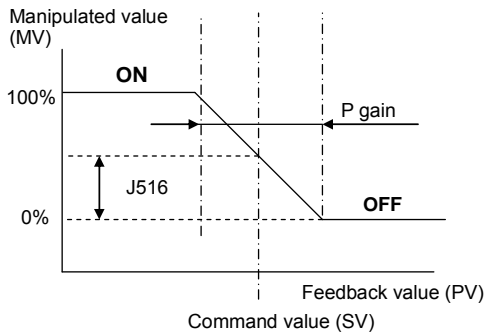 Manipulated value
(MV)
ON
100%
P gain
J516
0%
OFF
Feedback value (PV)
Command value (SV)